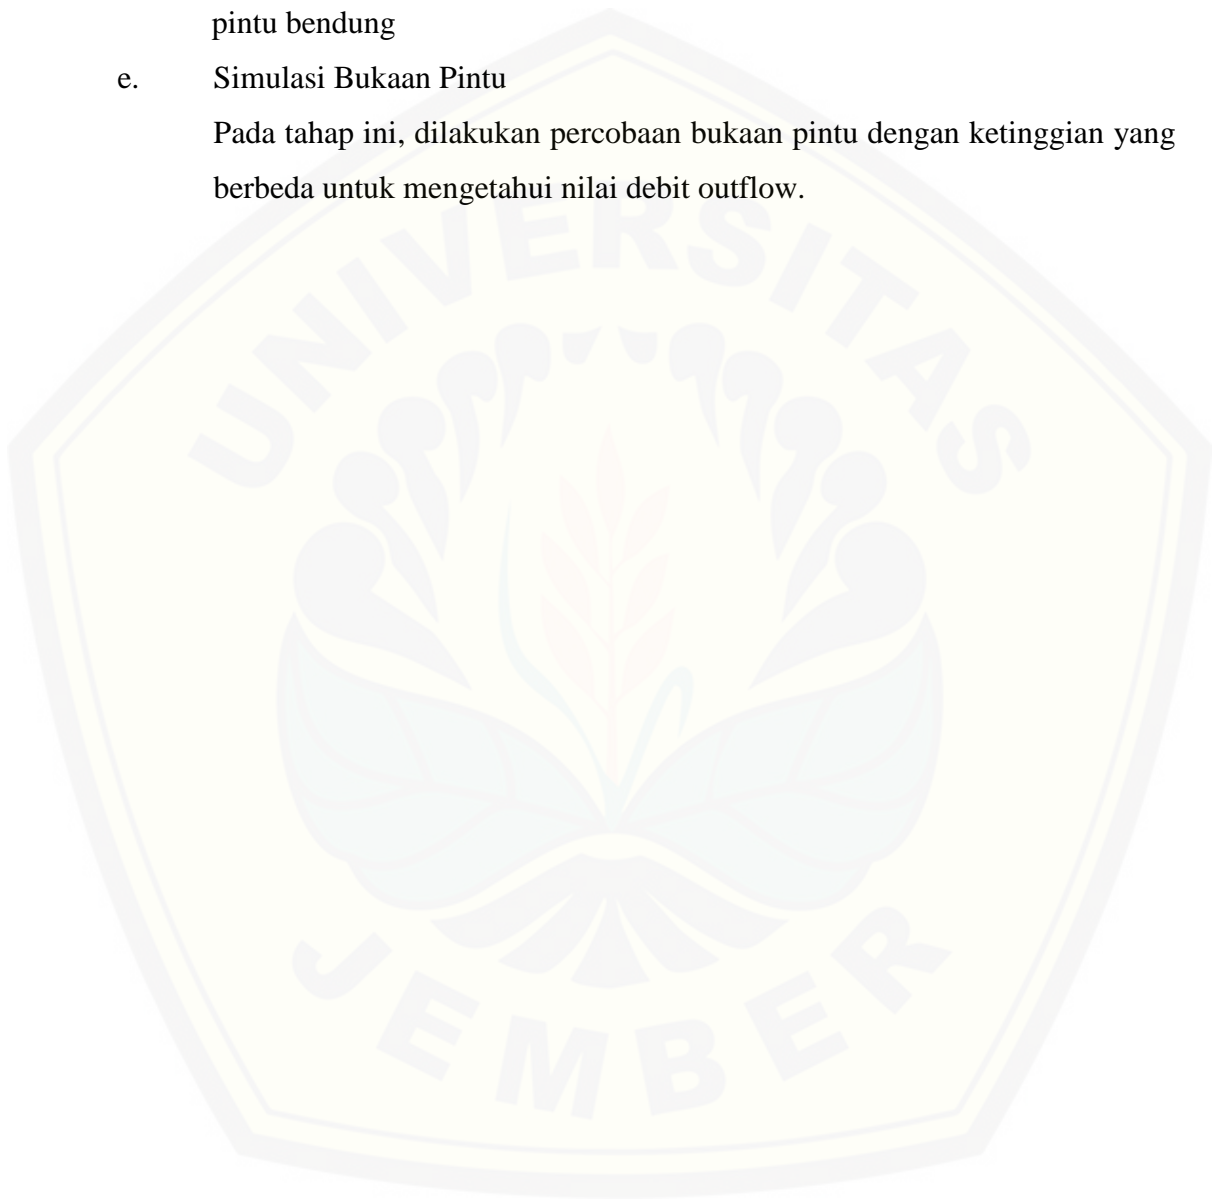 pintu bendung
e. Simulasi Bukaan Pintu
Pada tahap ini, dilakukan percobaan bukaan pintu dengan ketinggian yang
berbeda untuk mengetahui nilai debit outflow.
UNIVERSITAS
JEMBER